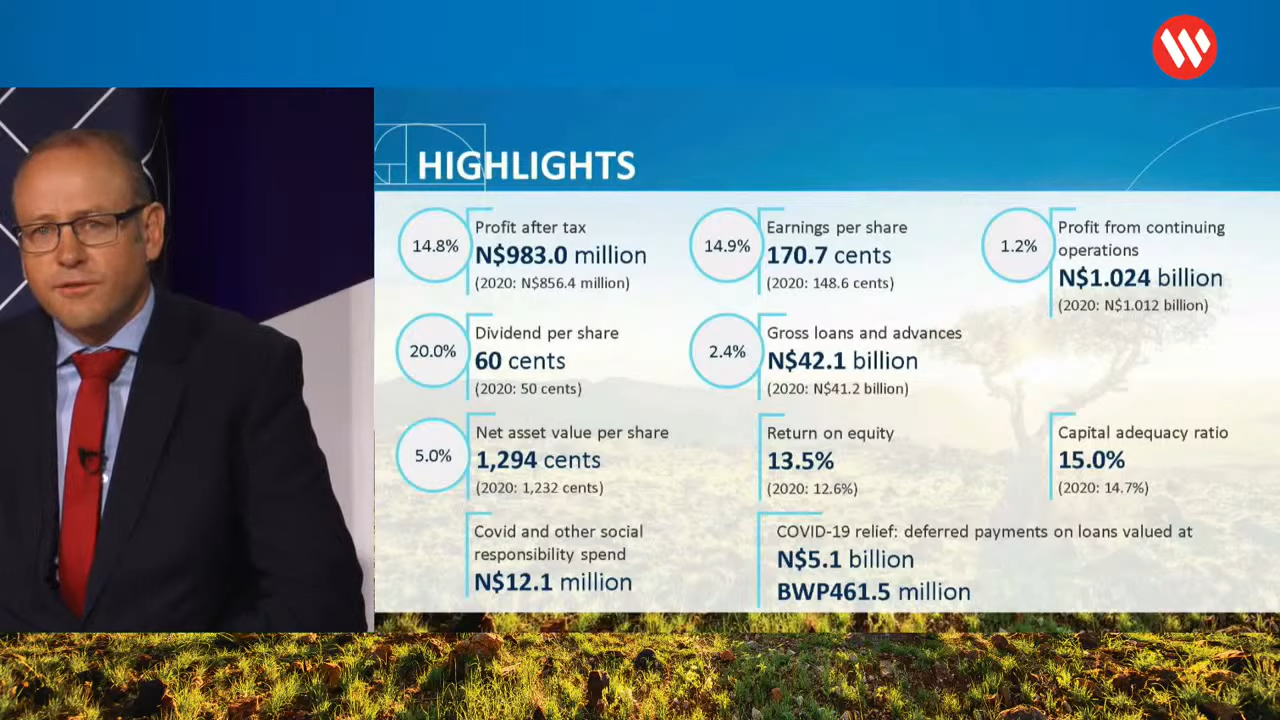 HIGHLIGHTS
14.8%
Profit after tax
N$983.0 million
(2020: N$856.4 million)
14.9%
Earnings per share
170.7 cents
(2020: 148.6 cents)
1.2%
Profit from continuing
operations
N$1.024 billion
(2020: N$1.012 billion)
20.0%
Dividend per share
60 cents
(2020: 50 cents)
2.4%
Gross loans and advances
N$42.1 billion
(2020: N$41.2 billion)
5.0%
Net asset value per share
1,294 cents
(2020: 1,232 cents)
Return on equity
13.5%
(2020: 12.6%)
Capital adequacy ratio
15.0%
(2020: 14.7%)
Covid and other social
responsibility spend
N$12.1 million
COVID-19 relief: deferred payments on loans valued at
N$5.1 billion
BWP461.5 million